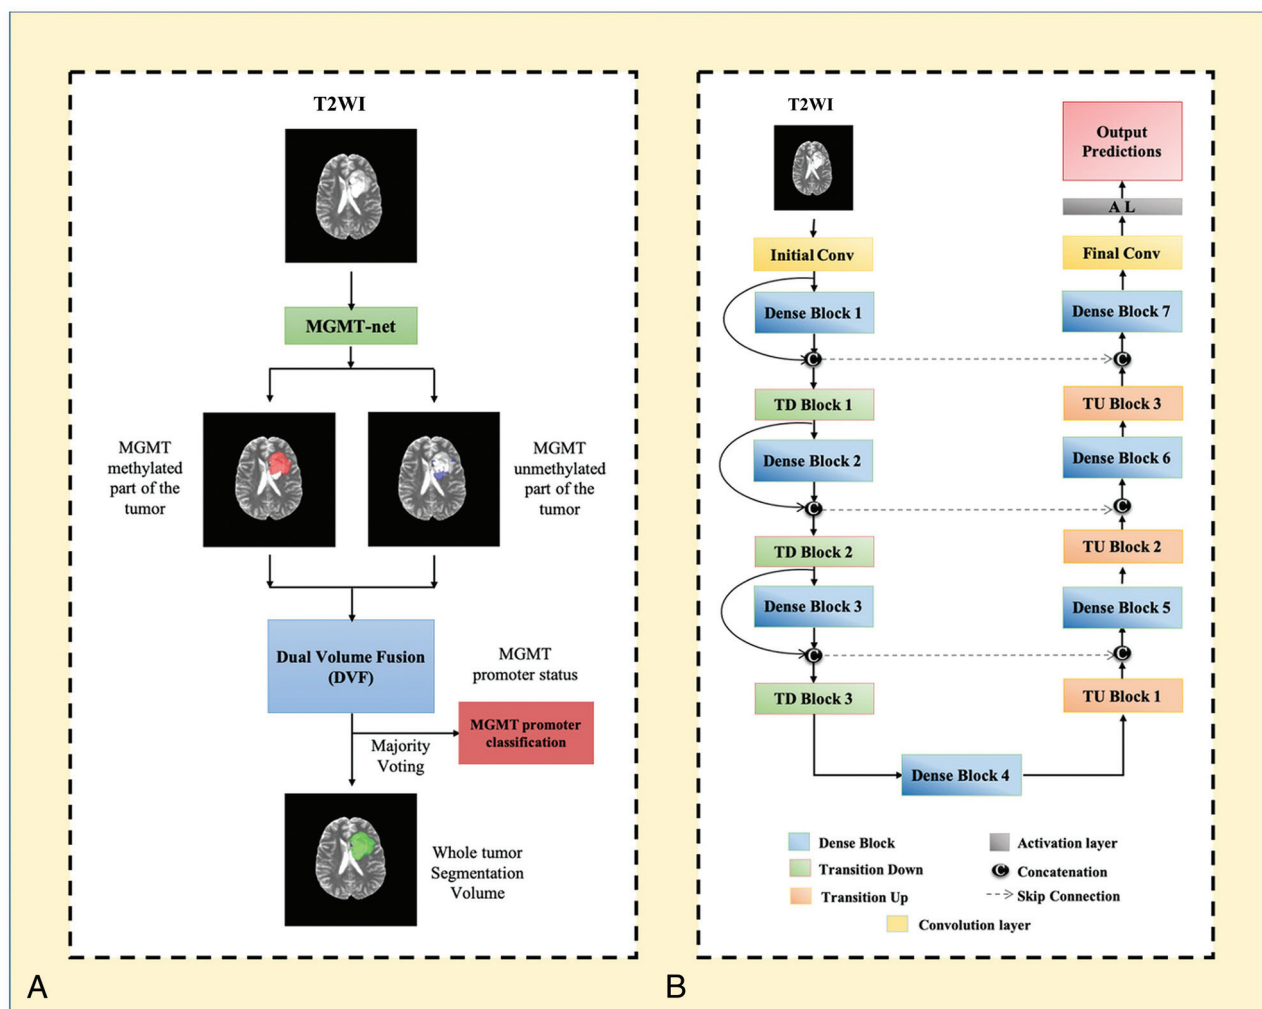 T2WI
MGMT-net
MGMT
methylated
part of the
tumor
MGMT
unmethylated
part of the
tumor
Dual Volume Fusion
(DVF)
MGMT
promoter status
MGMT promoter
classification
Majority
Voting
Whole tumor
Segmentation
Volume
A
T2WI
Initial Conv
Dense Block 1
C
TD Block 1
Dense Block 2
C
TD Block 2
Dense Block 3
C
TD Block 3
Dense Block 4
Output
Predictions
A L
Final Conv
Dense Block 7
C
TU Block 3
Dense Block 6
C
TU Block 2
Dense Block 5
C
TU Block 1
Dense Block
Transition Down
Transition Up
Activation layer
C Concatenation
Skip Connection
Convolution layer
B